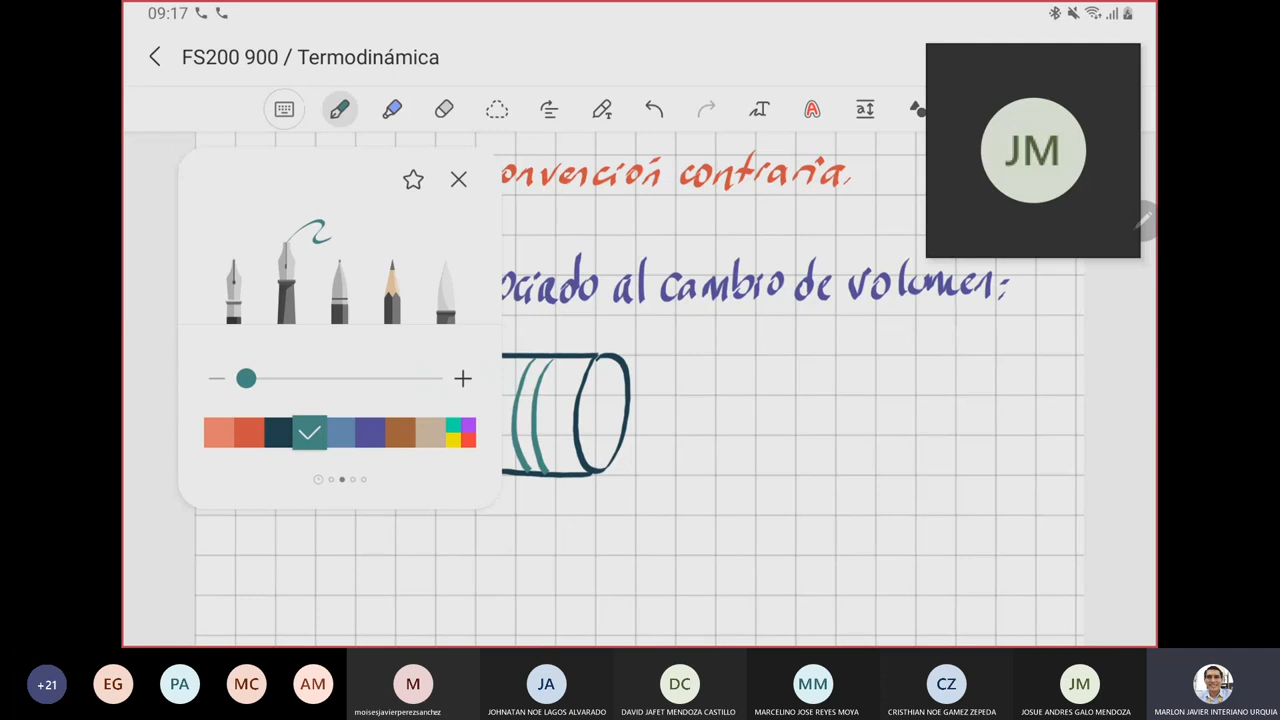 09:17
FS200 900 / Termodinámica
JM
onvención contraria,
ociado al cambio de volumen;
+21
EG
PA
MC
AM
M
JA
DC
MM
CZ
JM
moisesjavierperezsanchez
JOHNATAN NOE LAGOS ALVARADO
DAVID JAFET MENDOZA CASTILLO
MARCELINO JOSE REYES MOYA
CRISTHIAN NOE GAMEZ ZEPEDA
JOSUE ANDRES GALO MENDOZA
MARLON JAVIER INTERIANO URQUIA